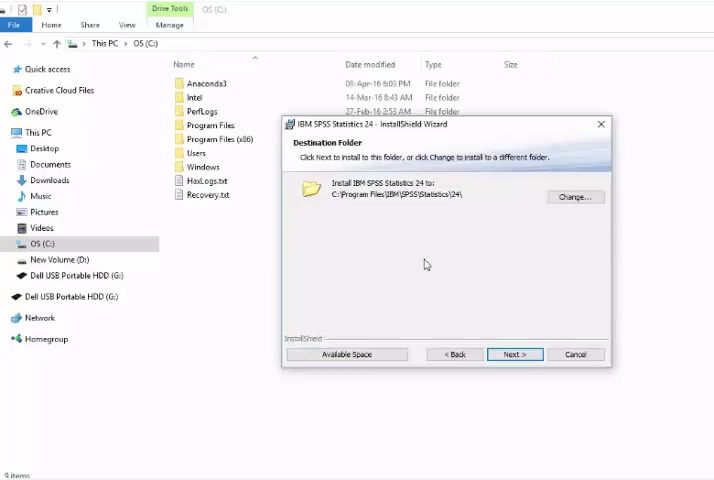 Drive Tools
OS (C:)
File
Home
Share
View
Manage
This PC
OS (C:)
Name
Date modified
Type
Size
Quick access
Creative Cloud Files
OneDrive
This PC
Desktop
Documents
Downloads
Music
Pictures
Videos
OS (C:)
New Volume (D:)
Dell USB Portable HDD (G:)
Dell USB Portable HDD (G:)
Network
Homegroup
Anaconda3 06-Apr-16 6:03 PM File folder
Intel 14-Mar-16 8:43 AM File folder
PerfLogs 27-Feb-16 2:53 AM File folder
Program Files
Program Files (x86)
Users
Windows
HaxLogs.txt
Recovery.txt
IBM SPSS Statistics 24 - InstallShield Wizard
Destination Folder
Click Next to install to this folder, or click Change to install to a different folder.
Install IBM SPSS Statistics 24 to:
C:\Program Files\IBM\SPSS\Statistics\24\
Change...
InstallShield
Available Space
< Back
Next >
Cancel
9 items